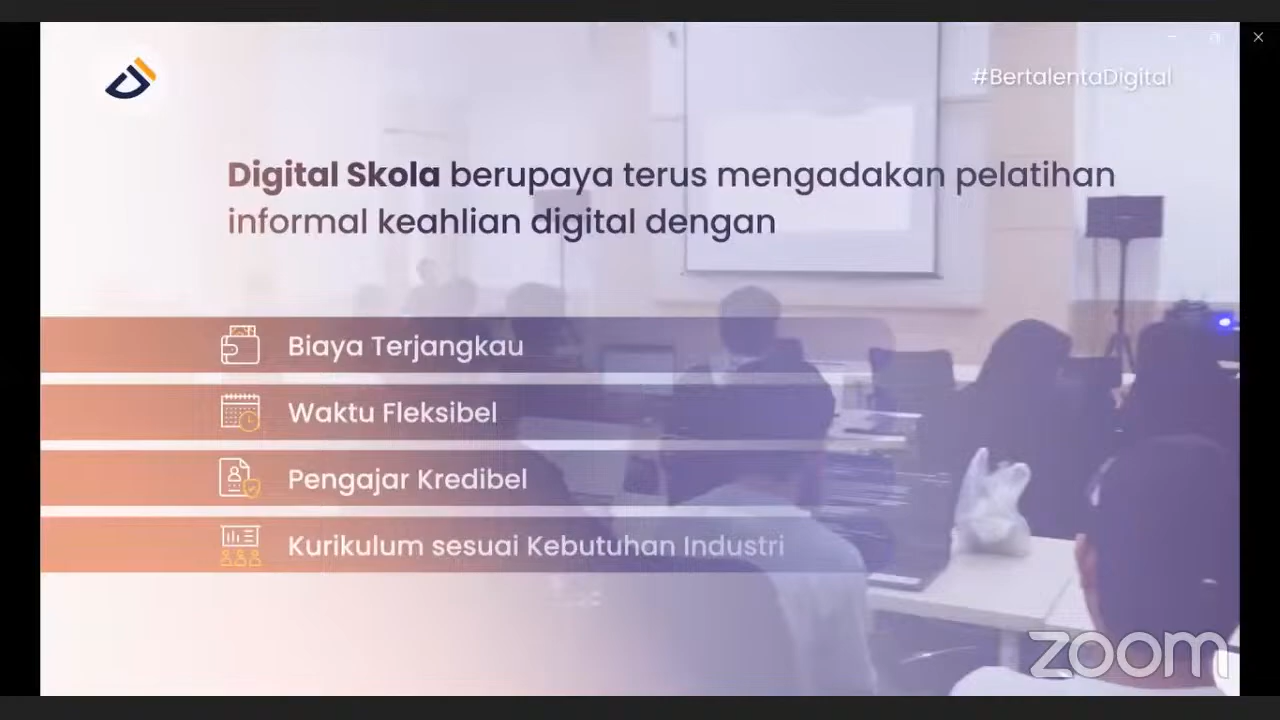 #BertalentaDigital
Digital Skola berupaya terus mengadakan pelatihan
informal keahlian digital dengan
Biaya Terjangkau
Waktu Fleksibel
Pengajar Kredibel
Kurikulum sesuai Kebutuhan Industri
zoom